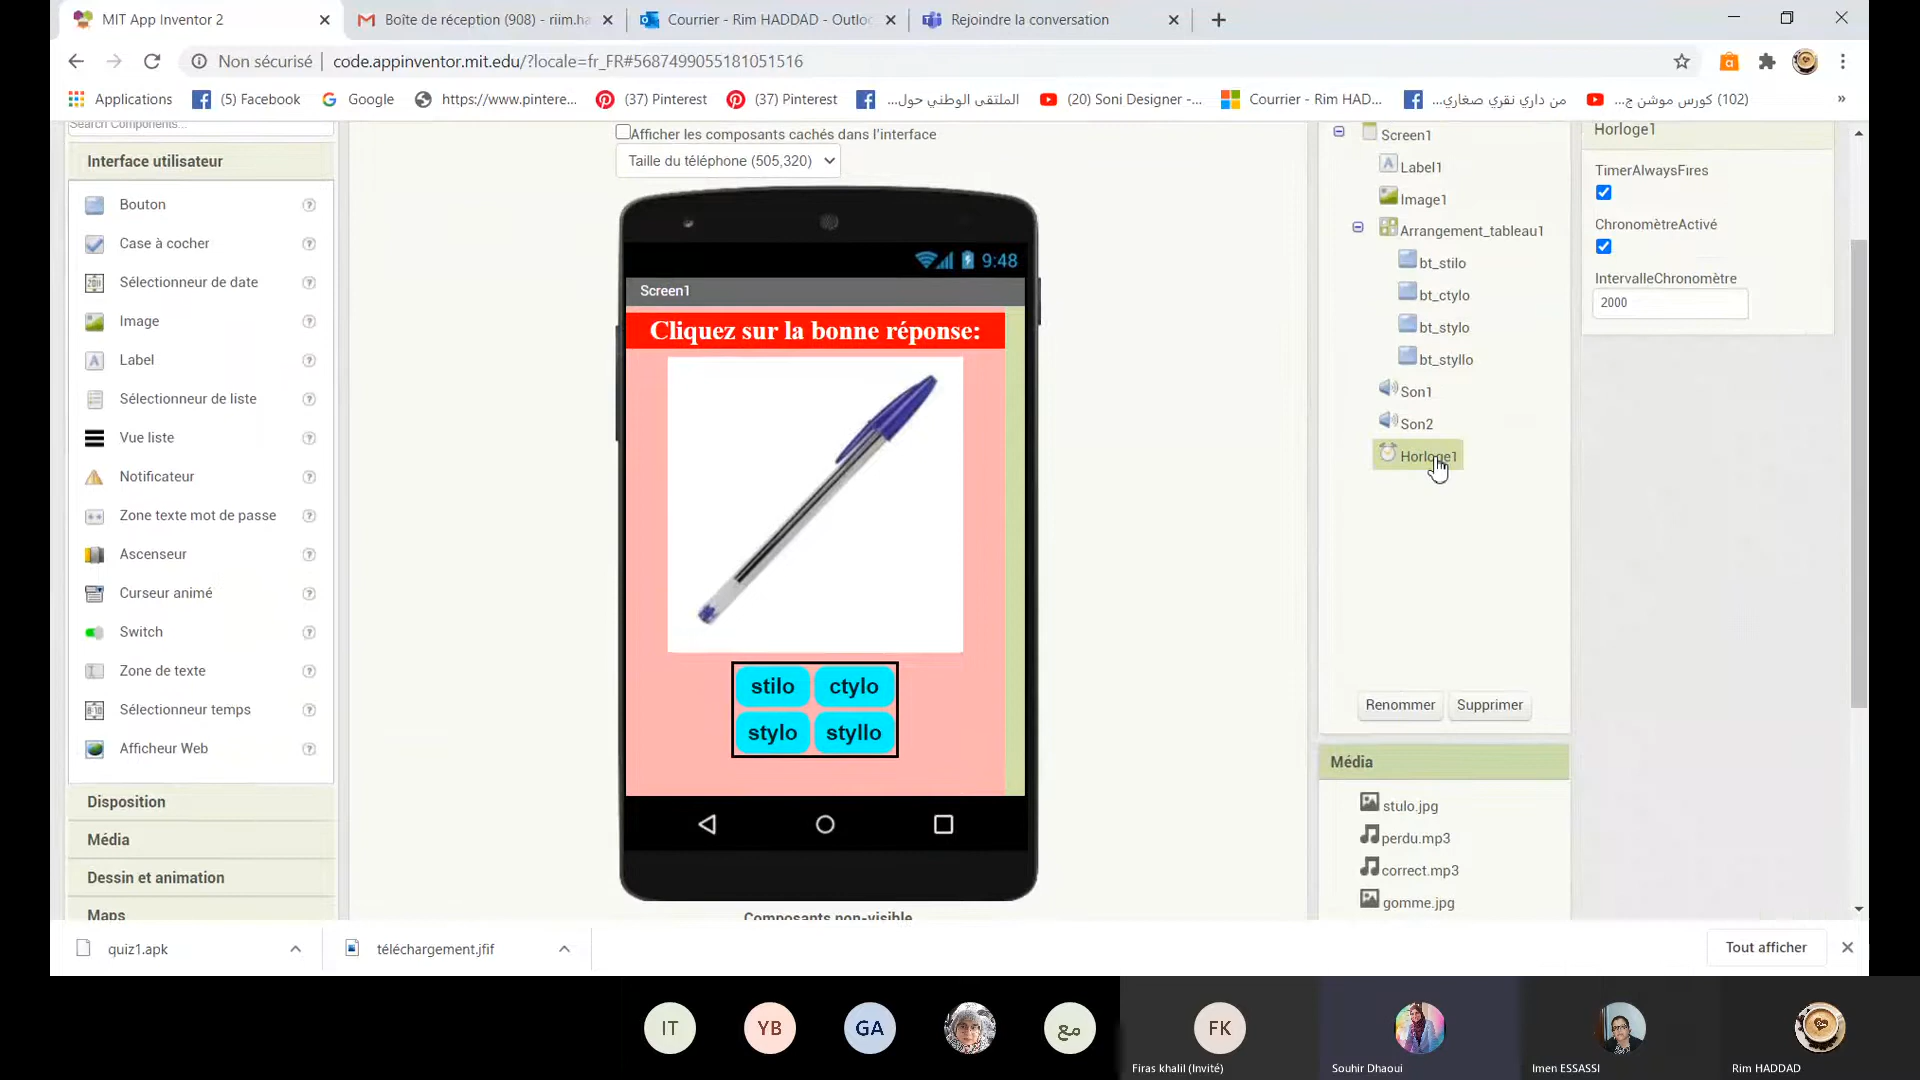 MIT App Inventor 2
Boîte de réception (908) - riim.ha
Courrier - Rim HADDAD - Outlo
Rejoindre la conversation
Non sécurisé | code.appinventor.mit.edu/?locale=fr_FR#5687499055181051516
Applications
(5) Facebook
Google
https://www.pintere...
(37) Pinterest
(37) Pinterest
الملتقى الوطني حول...
(20) Soni Designer -...
Courrier - Rim HAD...
من داري نقري صغاري...
(102) كورس موشن ج...
»
Search Components...
Interface utilisateur
Bouton
Case à cocher
Sélectionneur de date
Image
Label
Sélectionneur de liste
Vue liste
Notificateur
Zone texte mot de passe
Ascenseur
Curseur animé
Switch
Zone de texte
Sélectionneur temps
Afficheur Web
Disposition
Média
Dessin et animation
Maps
Afficher les composants cachés dans l'interface
Taille du téléphone (505,320)
9:48
Screen1
Cliquez sur la bonne réponse:
stilo
ctylo
stylo
styllo
Composants non-visible
Screen1
Label1
Image1
Arrangement_tableau1
bt_stilo
bt_ctylo
bt_stylo
bt_styllo
Son1
Son2
Horloge1
Renommer
Supprimer
Média
stulo.jpg
perdu.mp3
correct.mp3
gomme.jpg
Horloge1
TimerAlwaysFires
ChronomètreActivé
IntervalleChronomètre
2000
quiz1.apk
téléchargement.jfif
Tout afficher
IT
YB
GA
مع
FK
Firas khalil (Invité)
Souhir Dhaoui
Imen ESSASSI
Rim HADDAD